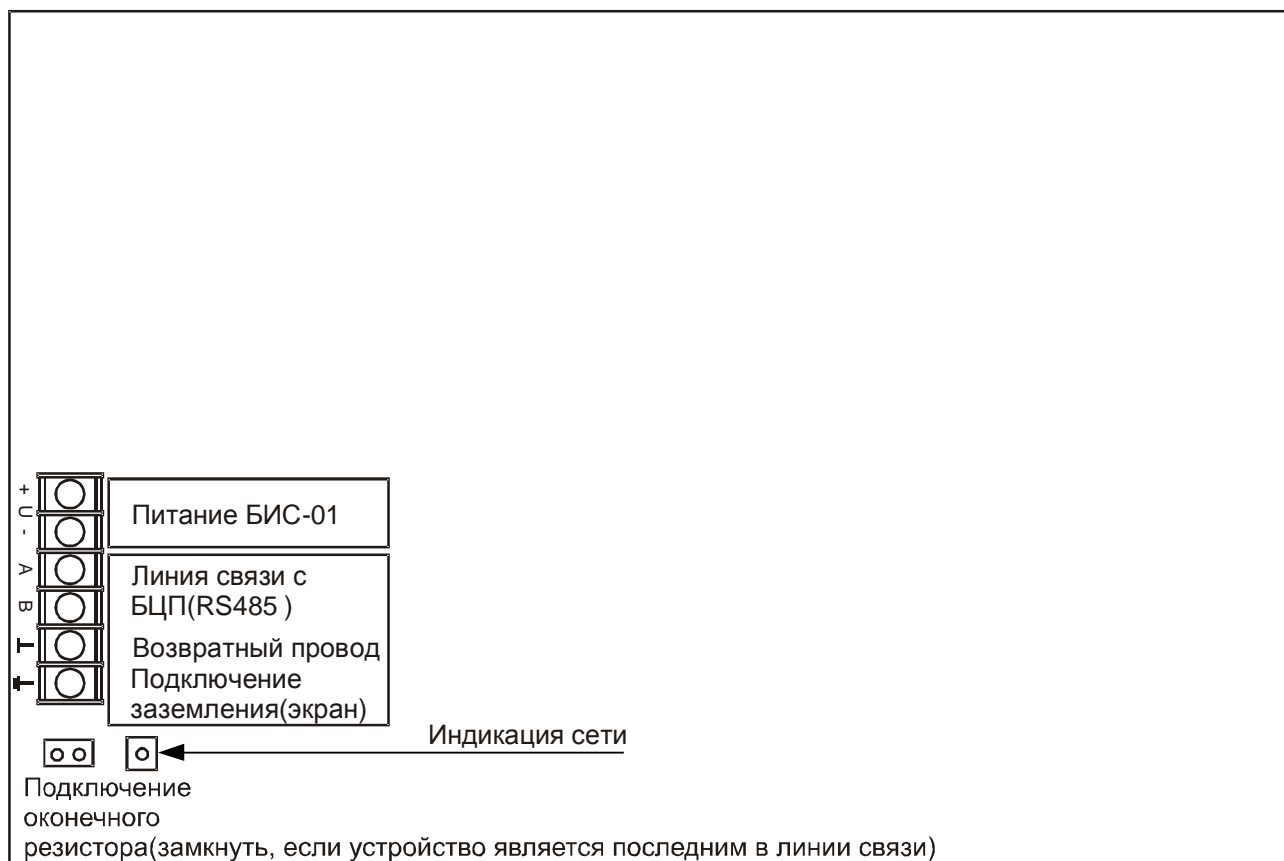 +
U
-
Питание БИС-01
A
B
Линия связи с
БЦП(RS485 )
Возвратный провод
Подключение
заземления(экран)
Индикация сети
Подключение
оконечного
резистора(замкнуть, если устройство является последним в линии связи)